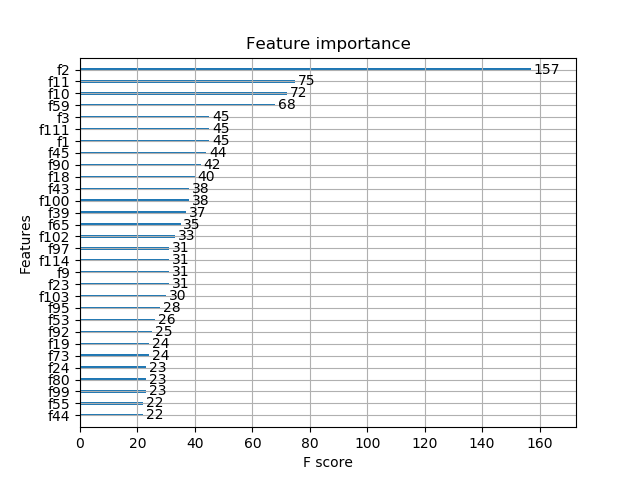 Feature importance
f2 157
f11 75
f10 72
f59 68
f3 45
f111 45
f1 45
f45 44
f90 42
f18 40
f43 38
f100 38
f39 37
f65 35
f102 33
f97 31
f114 31
f9 31
f23 31
f103 30
f95 28
f53 26
f92 25
f19 24
f73 24
f24 23
f80 23
f99 23
f55 22
f44 22
Features
0 20 40 60 80 100 120 140 160
F score